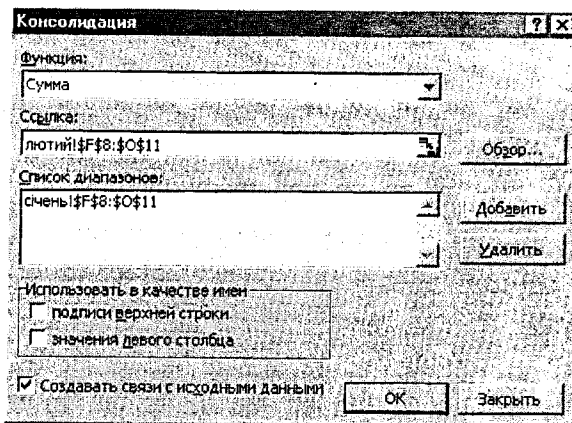 Консолидация
Функция:
Сумма
Ссылка:
лютий!$F$8:$O$11
Обзор...
Список диапазонов:
січень!$F$8:$O$11
Добавить
Удалить
Использовать в качестве имен
подписи верхней строки
значения левого столбца
Создавать связи с исходными данными
OK
Закрыть